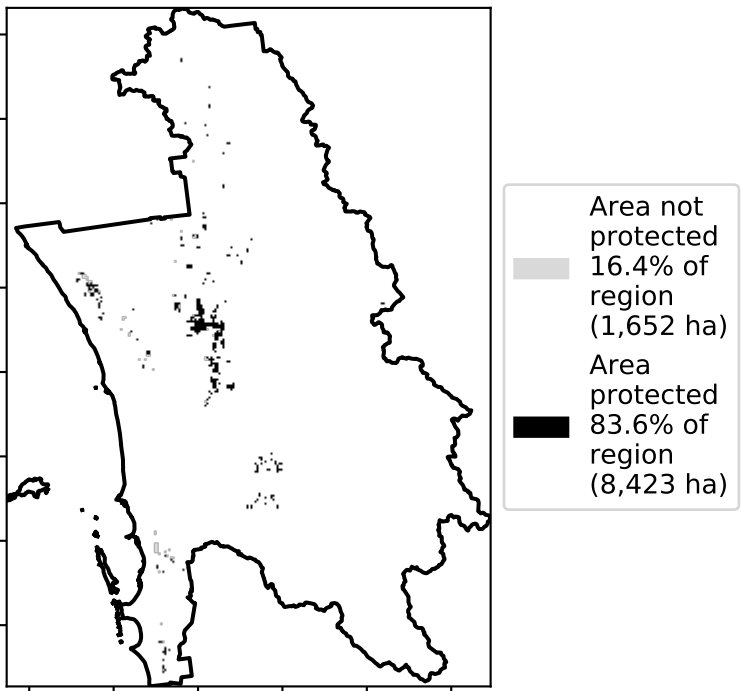 Area not
protected
16.4% of
region
(1,652 ha)
Area
protected
83.6% of
region
(8,423 ha)